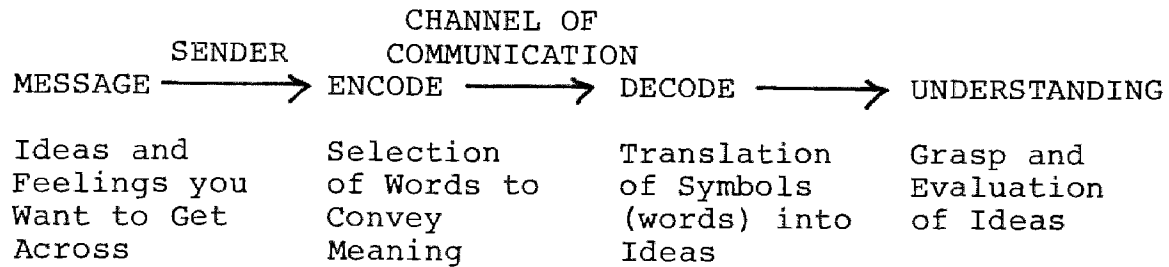 CHANNEL OF
SENDER COMMUNICATION
MESSAGE ENCODE DECODE UNDERSTANDING
Ideas and Selection Translation Grasp and
Feelings you of Words to of Symbols Evaluation
Want to Get Convey (words) into of Ideas
Across Meaning Ideas